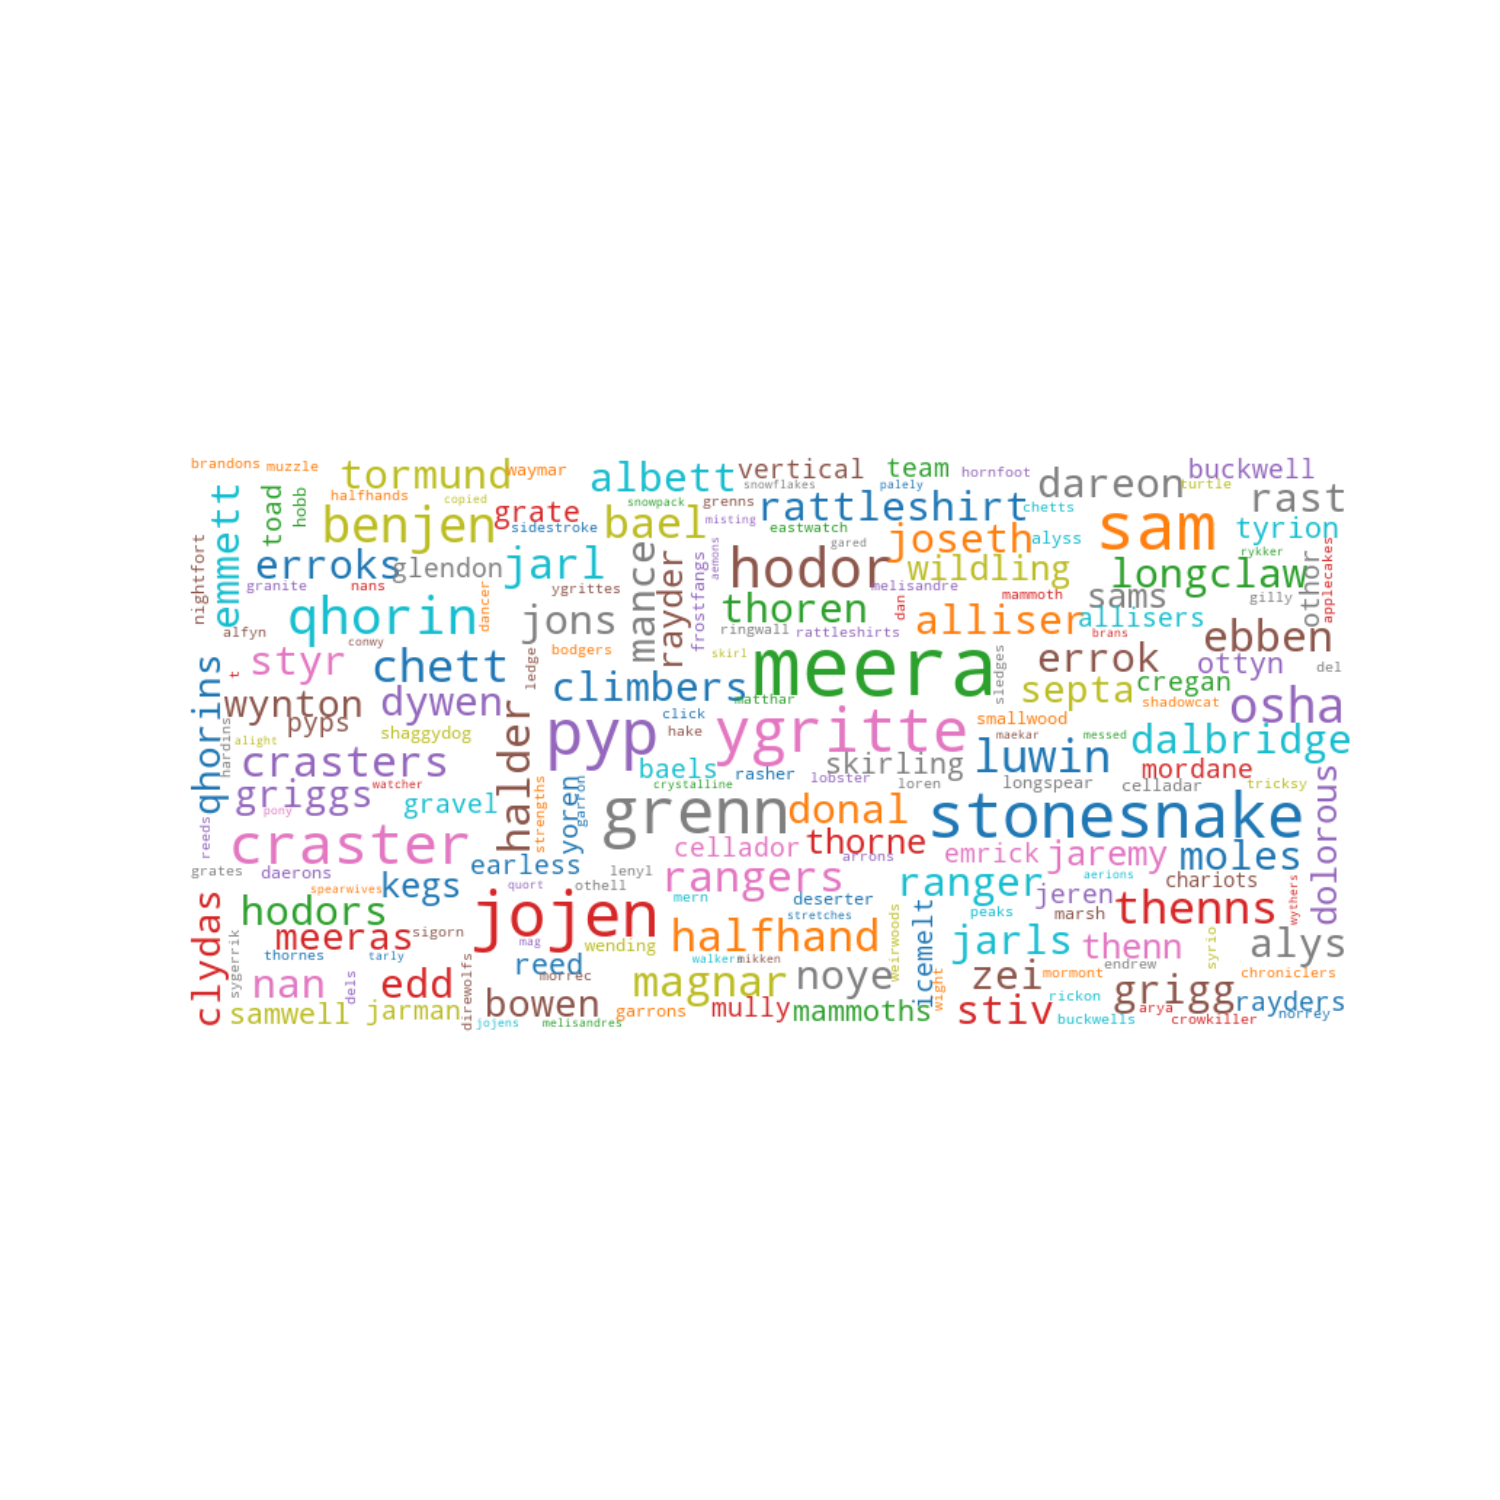 brandons muzzle tormund waymar albett vertical team hornfoot buckwell
halfhands copied snowflakes palely dareon turtle rast
emmett toad hobb benjen grate sidestroke bael snowpack grenns rattleshirt chetts sam tyrion
misting eastwatch gared joseth alyss rykker
nightfort erroks glendon jarl mance rayder frostfangs aemons hodor wildling longclaw othor applecakes
granite nans ygrittes melisandre mammoth sams gilly
qhorin dancer jons thoren dan alliser allisers ebben
alfyn conwy bodgers ringwall rattleshirts brans
t styr chett ledge skirl meera sledges errok ottyn del
qhorins wynton dywen climbers matthar septa cregan shadowcat osha
hardins pyps shaggydog halder pyp click ygritte smallwood
alight hake maekar messed dalbridge
crasters baels rasher skirling luwin mordane
watcher crystalline lobster loren longspear celladar tricksy
griggs gravel strengths yoren garron grenn donal stonesnake dolorous
pony
reeds craster thorne
cellador arrons emrick jaremy moles
grates daerons earless lenyl rangers ranger aerions chariots
spearwives kegs quort othell mern deserter jeren wythers
clydas hodors jojen stretches weirwoods icemelt peaks marsh thenns
meeras sigorn mag wending halfhand jarls thenn syrio alys
sygerrik thornes tarly direwolfs reed walkers mikken endrew
nan dels edd morrec magnar noye wight zei mormont chroniclers
bowen rickon grigg rayders
samwell jarman jojens melisandres garrons mully mammoths stiv buckwells arya crowkiller norrey